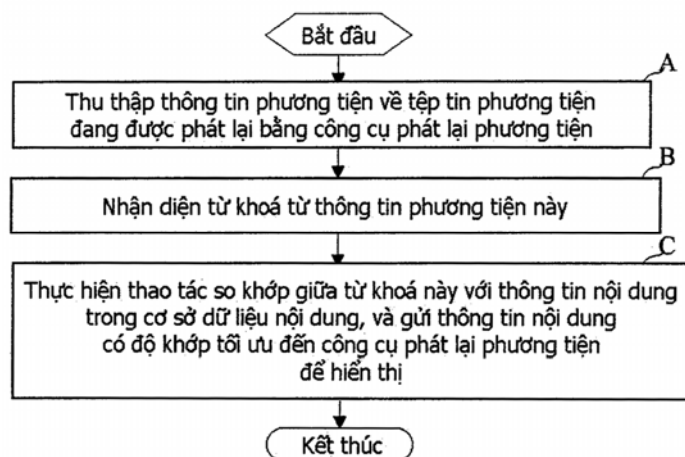 Bắt đầu
A
Thu thập thông tin phương tiện về tệp tin phương tiện
đang được phát lại bằng công cụ phát lại phương tiện
B
Nhận diện từ khoá từ thông tin phương tiện này
C
Thực hiện thao tác so khớp giữa từ khoá này với thông tin nội dung
trong cơ sở dữ liệu nội dung, và gửi thông tin nội dung
có độ khớp tối ưu đến công cụ phát lại phương tiện
để hiển thị
Kết thúc